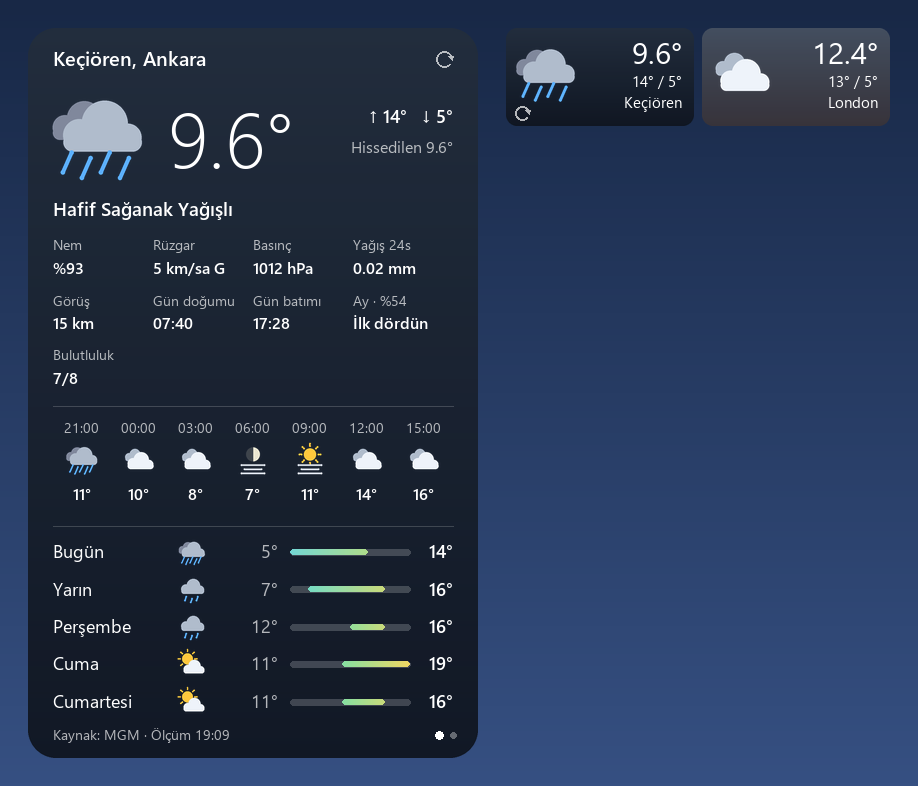 Keçiören, Ankara
9.6°
↑ 14° ↓ 5°
Hissedilen 9.6°
Hafif Sağanak Yağışlı
Nem Rüzgar Basınç Yağış 24s
%93 5 km/sa G 1012 hPa 0.02 mm
Görüş Gün doğumu Gün batımı Ay · %54
15 km 07:40 17:28 İlk dördün
Bulutluluk
7/8
21:00 00:00 03:00 06:00 09:00 12:00 15:00
11° 10° 8° 7° 11° 14° 16°
Bugün 5° 14°
Yarın 7° 16°
Perşembe 12° 16°
Cuma 11° 19°
Cumartesi 11° 16°
Kaynak: MGM · Ölçüm 19:09
9.6°
14° / 5°
Keçiören
12.4°
13° / 5°
London